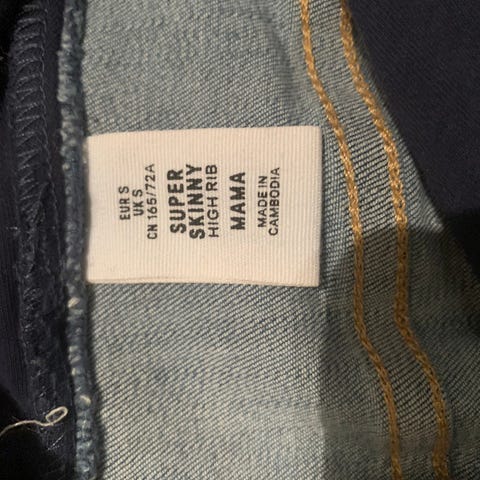 EUR S
UK S
CN 165/72A
SUPER
SKINNY
HIGH RIB
MAMA
MADE IN
CAMBODIA